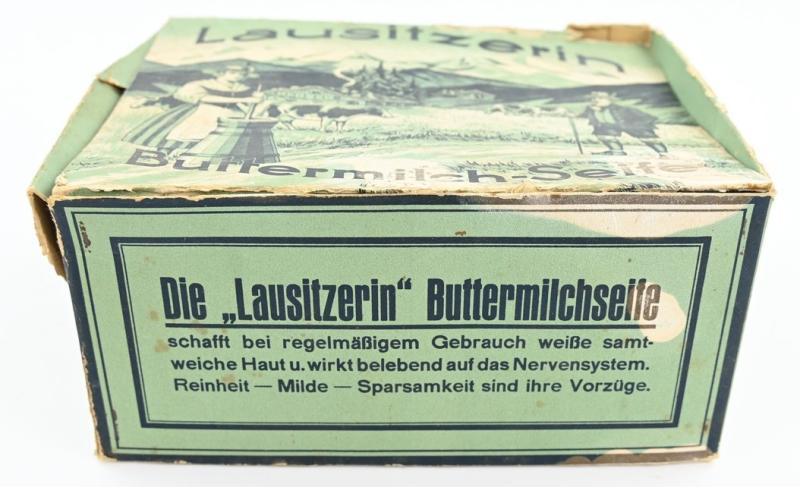 Lausitzerin
Buttermilch-Seife
Die „Lausitzerin“ Buttermilchseife
schafft bei regelmäßigem Gebrauch weiße samt-
weiche Haut u. wirkt belebend auf das Nervensystem.
Reinheit — Milde — Sparsamkeit sind ihre Vorzüge.